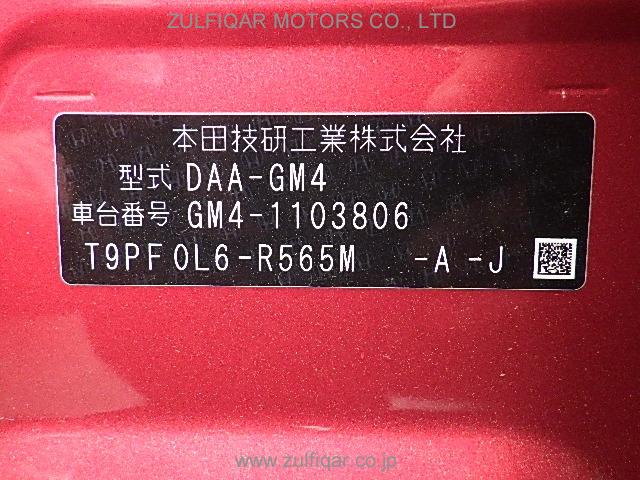 ZULFIQAR MOTORS CO., LTD
本田技研工業株式会社
型式 DAA-GM4
車台番号 GM4-1103806
T9PF0L6-R565M -A -J
www.zulfiqar.co.jp